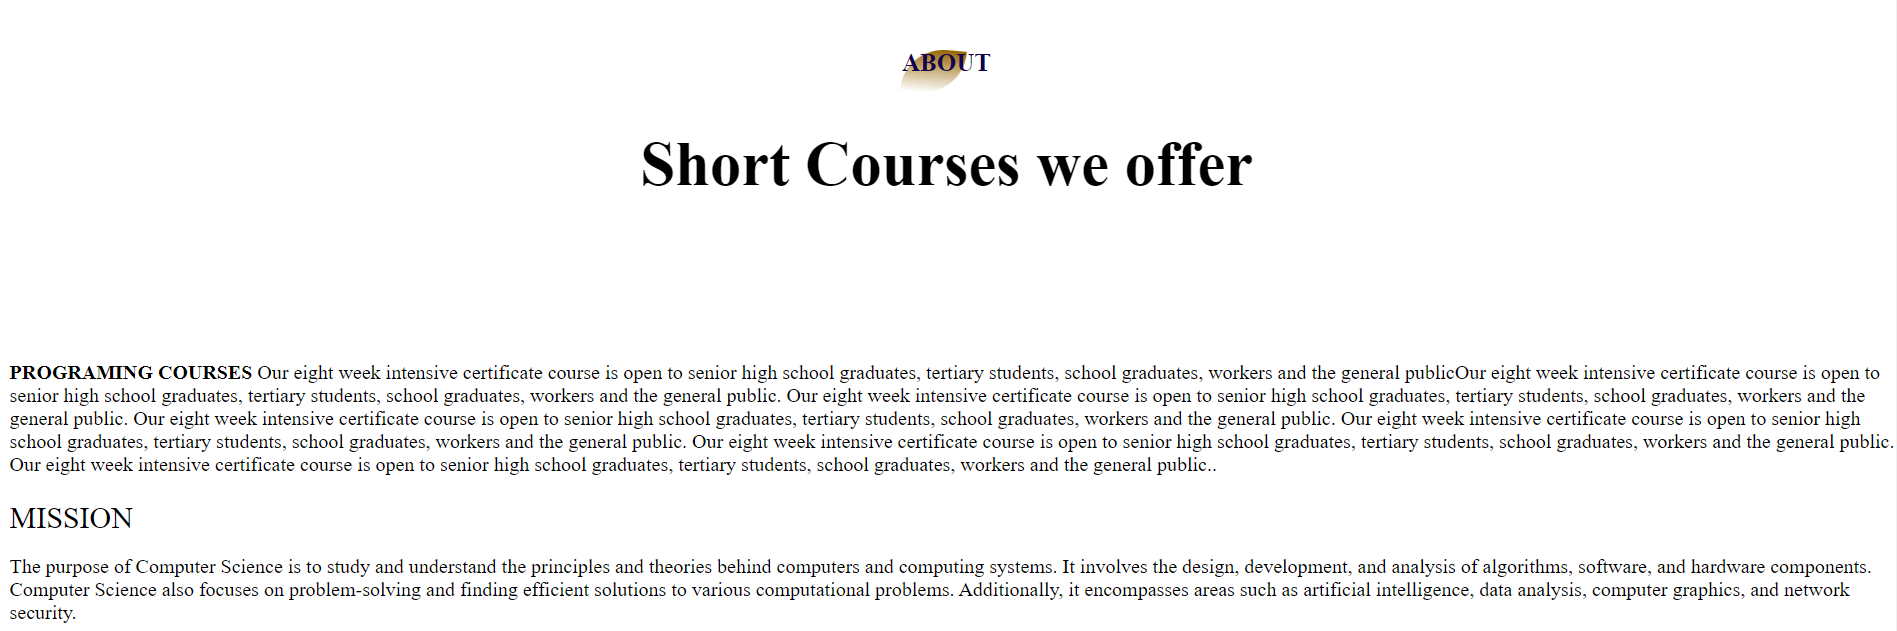 ABOUT
Short Courses we offer
PROGRAMING COURSES Our eight week intensive certificate course is open to senior high school graduates, tertiary students, school graduates, workers and the general publicOur eight week intensive certificate course is open to
senior high school graduates, tertiary students, school graduates, workers and the general public. Our eight week intensive certificate course is open to senior high school graduates, tertiary students, school graduates, workers and the
general public. Our eight week intensive certificate course is open to senior high school graduates, tertiary students, school graduates, workers and the general public. Our eight week intensive certificate course is open to senior high
school graduates, tertiary students, school graduates, workers and the general public. Our eight week intensive certificate course is open to senior high school graduates, tertiary students, school graduates, workers and the general public.
Our eight week intensive certificate course is open to senior high school graduates, tertiary students, school graduates, workers and the general public..
MISSION
The purpose of Computer Science is to study and understand the principles and theories behind computers and computing systems. It involves the design, development, and analysis of algorithms, software, and hardware components.
Computer Science also focuses on problem-solving and finding efficient solutions to various computational problems. Additionally, it encompasses areas such as artificial intelligence, data analysis, computer graphics, and network
security.